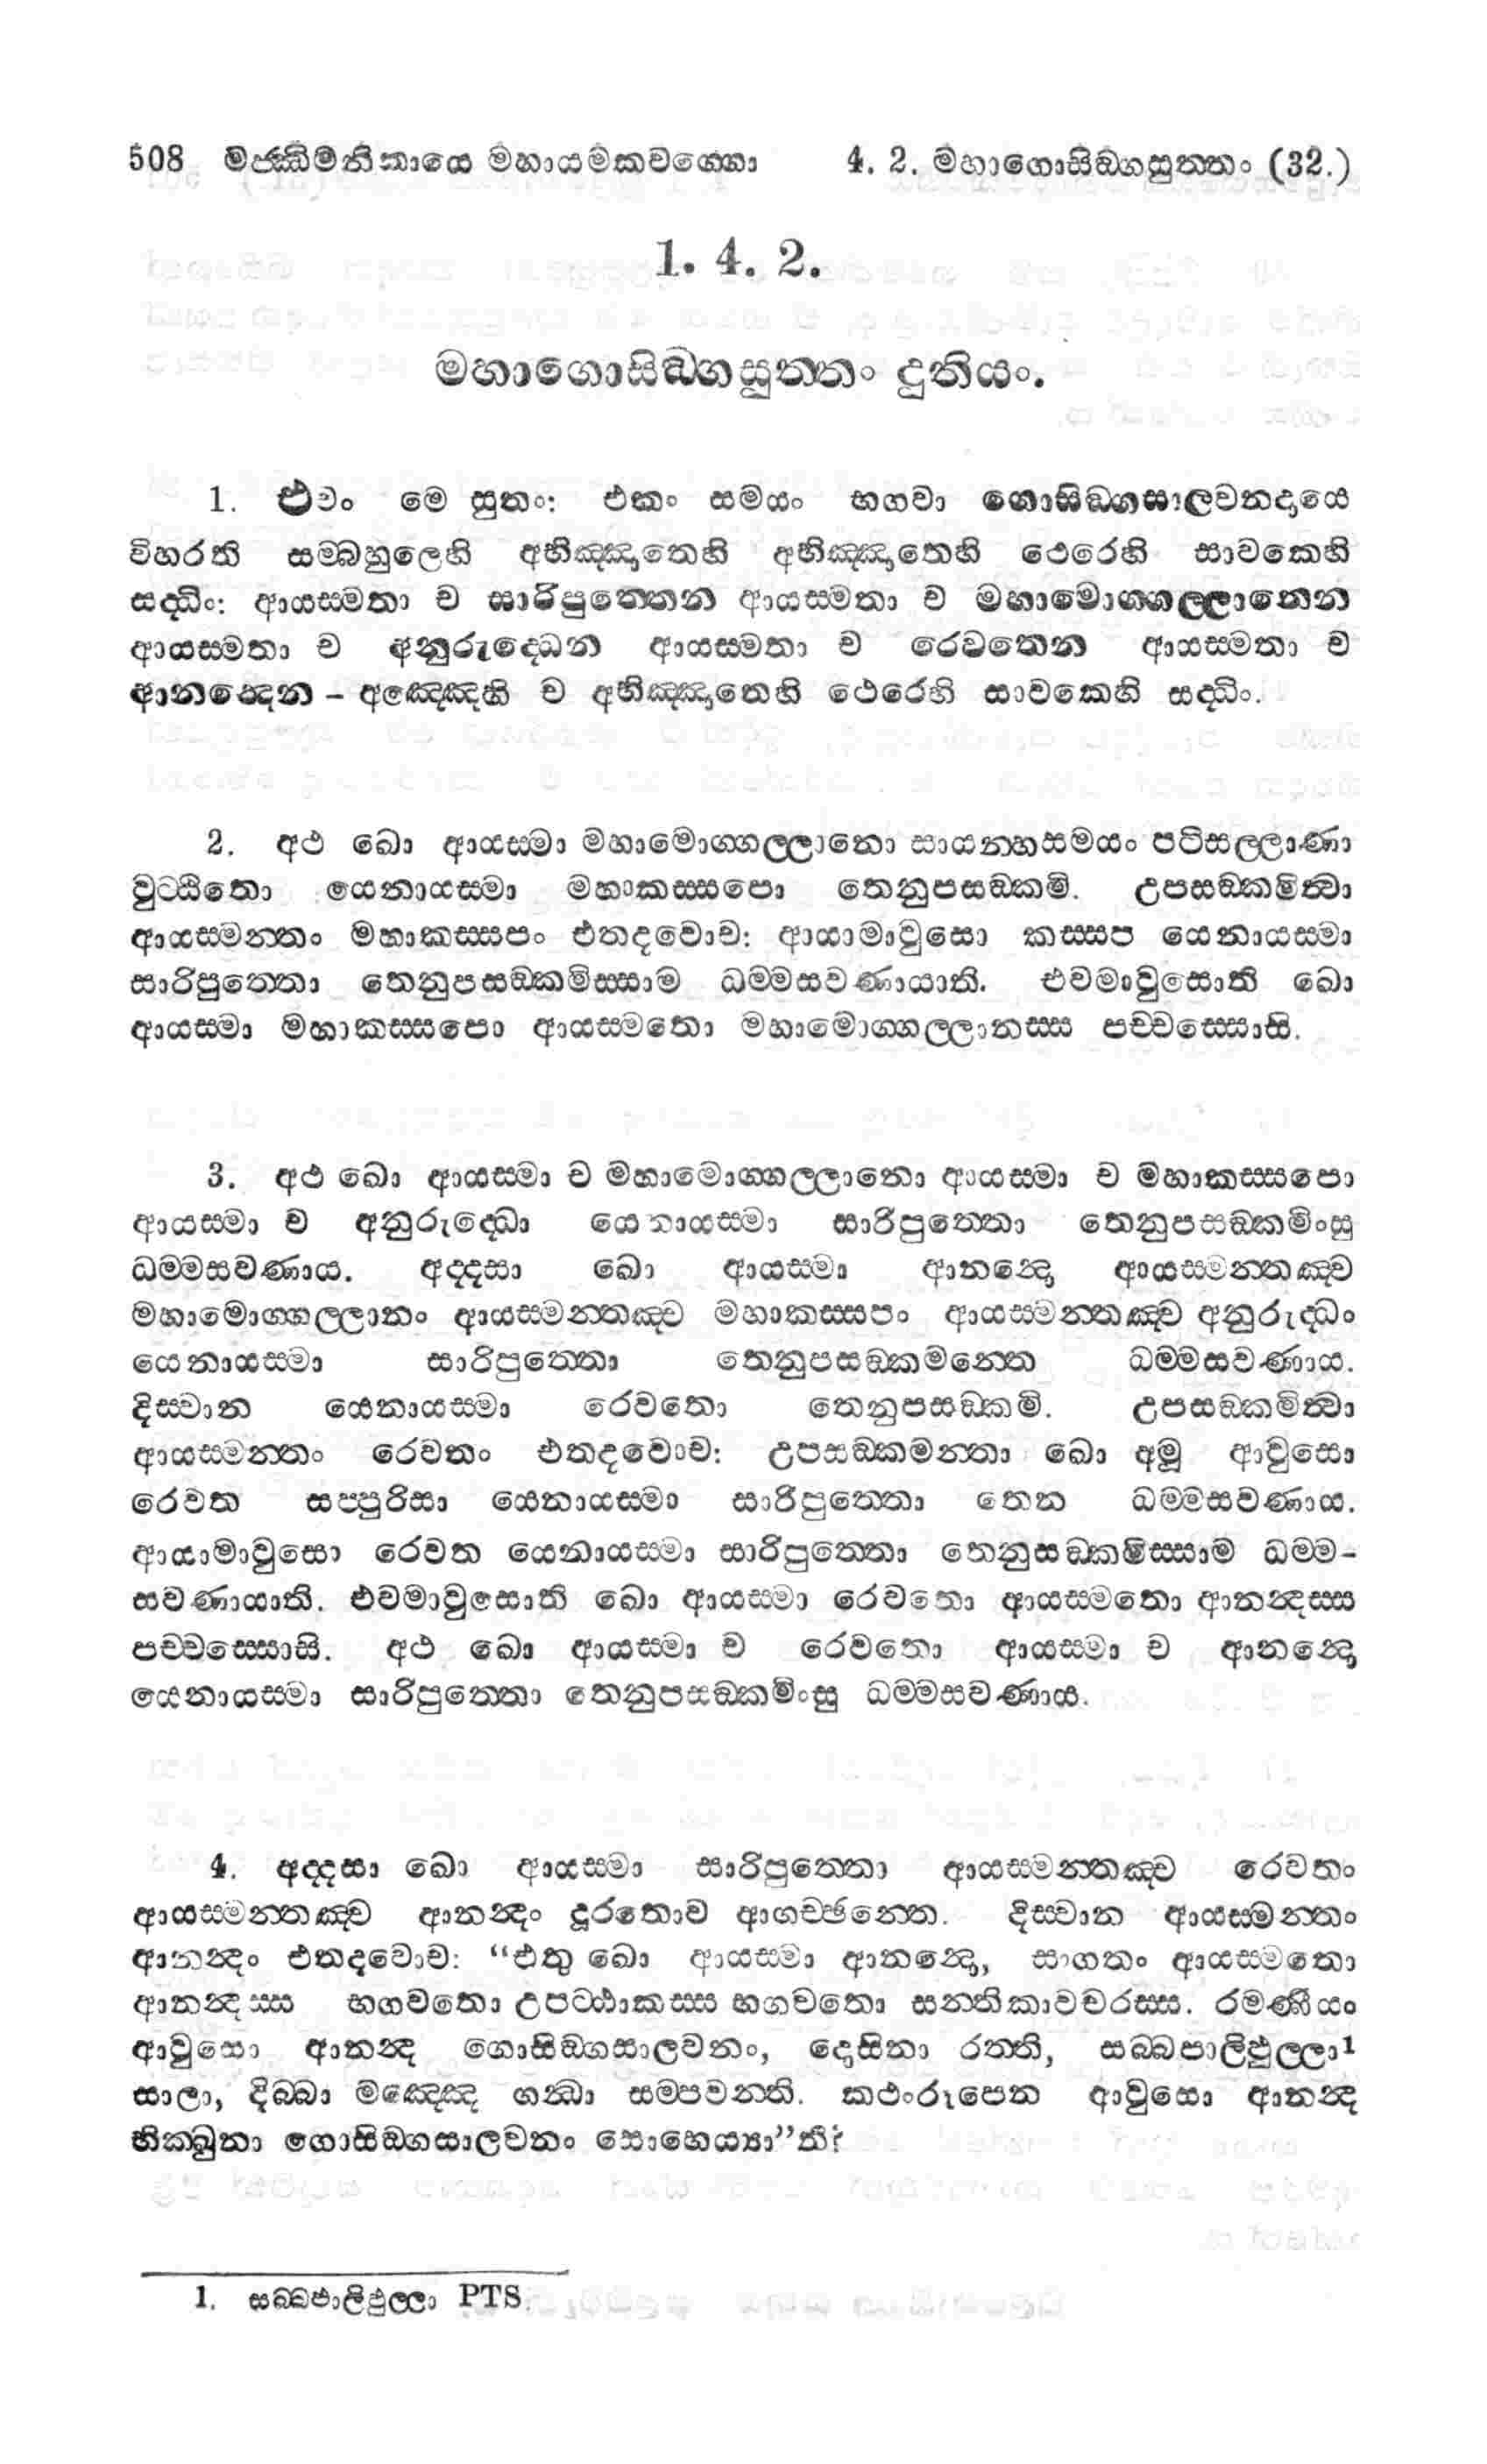 508 මජ්ඣිමනිකායෙ මහායමකවග්ගො 4. 2. මහාගොසිඞ්ගසුත්තං (32.)
1. 4. 2.
මහාගොසිඞ්ගසුත්තං දුතියං.
1. එවං මෙ සුතං: එකං සමයං භගවා ගොසිඞ්ගසාලවනදායෙ
විහරති සම්බහුලෙහි අභිඤ්ඤාතෙහි අභිඤ්ඤාතෙහි ථෙරෙහි සාවකෙහි
සද්ධිං: ආයස්මතා ච සාරිපුත්තෙන ආයස්මතා ච මහාමොග්ගල්ලානෙන
ආයස්මතා ච අනුරුද්ධෙන ආයස්මතා ච රෙවතෙන ආයස්මතා ච
ආනන්දෙන – අඤ්ඤෙහි ච අභිඤ්ඤාතෙහි ථෙරෙහි සාවකෙහි සද්ධිං.
2. අථ ඛො ආයස්මා මහාමොග්ගල්ලානො සායන්හසමයං පටිසල්ලාණා
වුට්ඨිතො යෙනායස්මා මහාකස්සපො තෙනුපසඞ්කමි. උපසඞ්කමිත්වා
ආයස්මන්තං මහාකස්සපං එතදවොච: ආයාමාවුසො කස්සප යෙනායස්මා
සාරිපුත්තො තෙනුපසඞ්කමිස්සාම ධම්මසවණායාති. එවමාවුසොති ඛො
ආයස්මා මහාකස්සපො ආයස්මතො මහාමොග්ගල්ලානස්ස පච්චස්සොසි.
3. අථ ඛො ආයස්මා ච මහාමොග්ගල්ලානො ආයස්මා ච මහාකස්සපො
ආයස්මා ච අනුරුද්ධො යෙනායස්මා සාරිපුත්තො තෙනුපසඞ්කමිංසු
ධම්මසවණාය. අද්දසා ඛො ආයස්මා ආනන්දො ආයස්මන්තඤ්ච
මහාමොග්ගල්ලානං ආයස්මන්තඤ්ච මහාකස්සපං ආයස්මන්තඤ්ච අනුරුද්ධං
යෙනායස්මා සාරිපුත්තො තෙනුපසඞ්කමන්තෙ ධම්මසවණාය.
දිස්වාන යෙනායස්මා රෙවතො තෙනුපසඞ්කමි. උපසඞ්කමිත්වා
ආයස්මන්තං රෙවතං එතදවොච: උපසඞ්කමන්තා ඛො අමූ ආවුසො
රෙවත සප්පුරිසා යෙනායස්මා සාරිපුත්තො තෙන ධම්මසවණාය.
ආයාමාවුසො රෙවත යෙනායස්මා සාරිපුත්තො තෙනුසඞ්කමිස්සාම ධම්ම-
සවණායාති. එවමාවුසොති ඛො ආයස්මා රෙවතො ආයස්මතො ආනන්දස්ස
පච්චස්සොසි. අථ ඛො ආයස්මා ච රෙවතො ආයස්මා ච ආනන්දො
යෙනායස්මා සාරිපුත්තො තෙනුපසඞ්කමිංසු ධම්මසවණාය.
4. අද්දසා ඛො ආයස්මා සාරිපුත්තො ආයස්මන්තඤ්ච රෙවතං
ආයස්මන්තඤ්ච ආනන්දං දූරතොව ආගච්ඡන්තෙ. දිස්වාන ආයස්මන්තං
ආනන්දං එතදවොච: “එතු ඛො ආයස්මා ආනන්දො, සාගතං ආයස්මතො
ආනන්දස්ස භගවතො උපට්ඨාකස්ස භගවතො සන්තිකාවචරස්ස. රමණීයං
ආවුසො ආනන්ද ගොසිඞ්ගසාලවනං, දොසිනා රත්ති, සබ්බපාලිඵුල්ලා¹
සාලා, දිබ්බා මඤ්ඤෙ ගන්ධා සම්පවන්ති. කථංරූපෙන ආවුසො ආනන්ද
භික්ඛුනා ගොසිඞ්ගසාලවනං සොභෙය්‍යා”ති?
1. සබ්බඵාලිඵුල්ලා PTS.